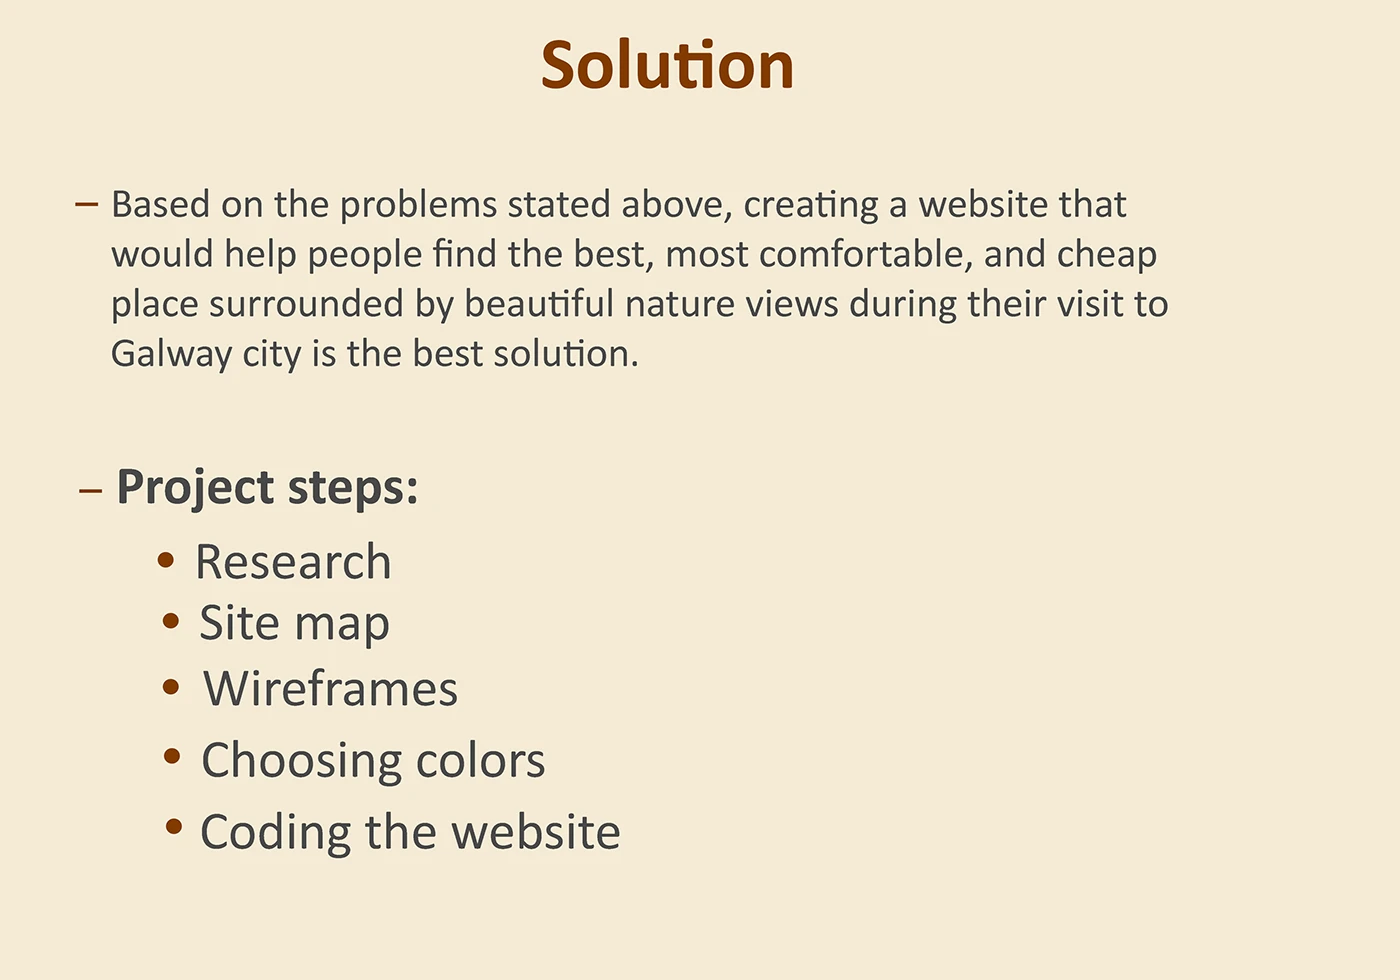 Solution
– Based on the problems stated above, creating a website that
would help people find the best, most comfortable, and cheap
place surrounded by beautiful nature views during their visit to
Galway city is the best solution.
– Project steps:
• Research
• Site map
• Wireframes
• Choosing colors
• Coding the website